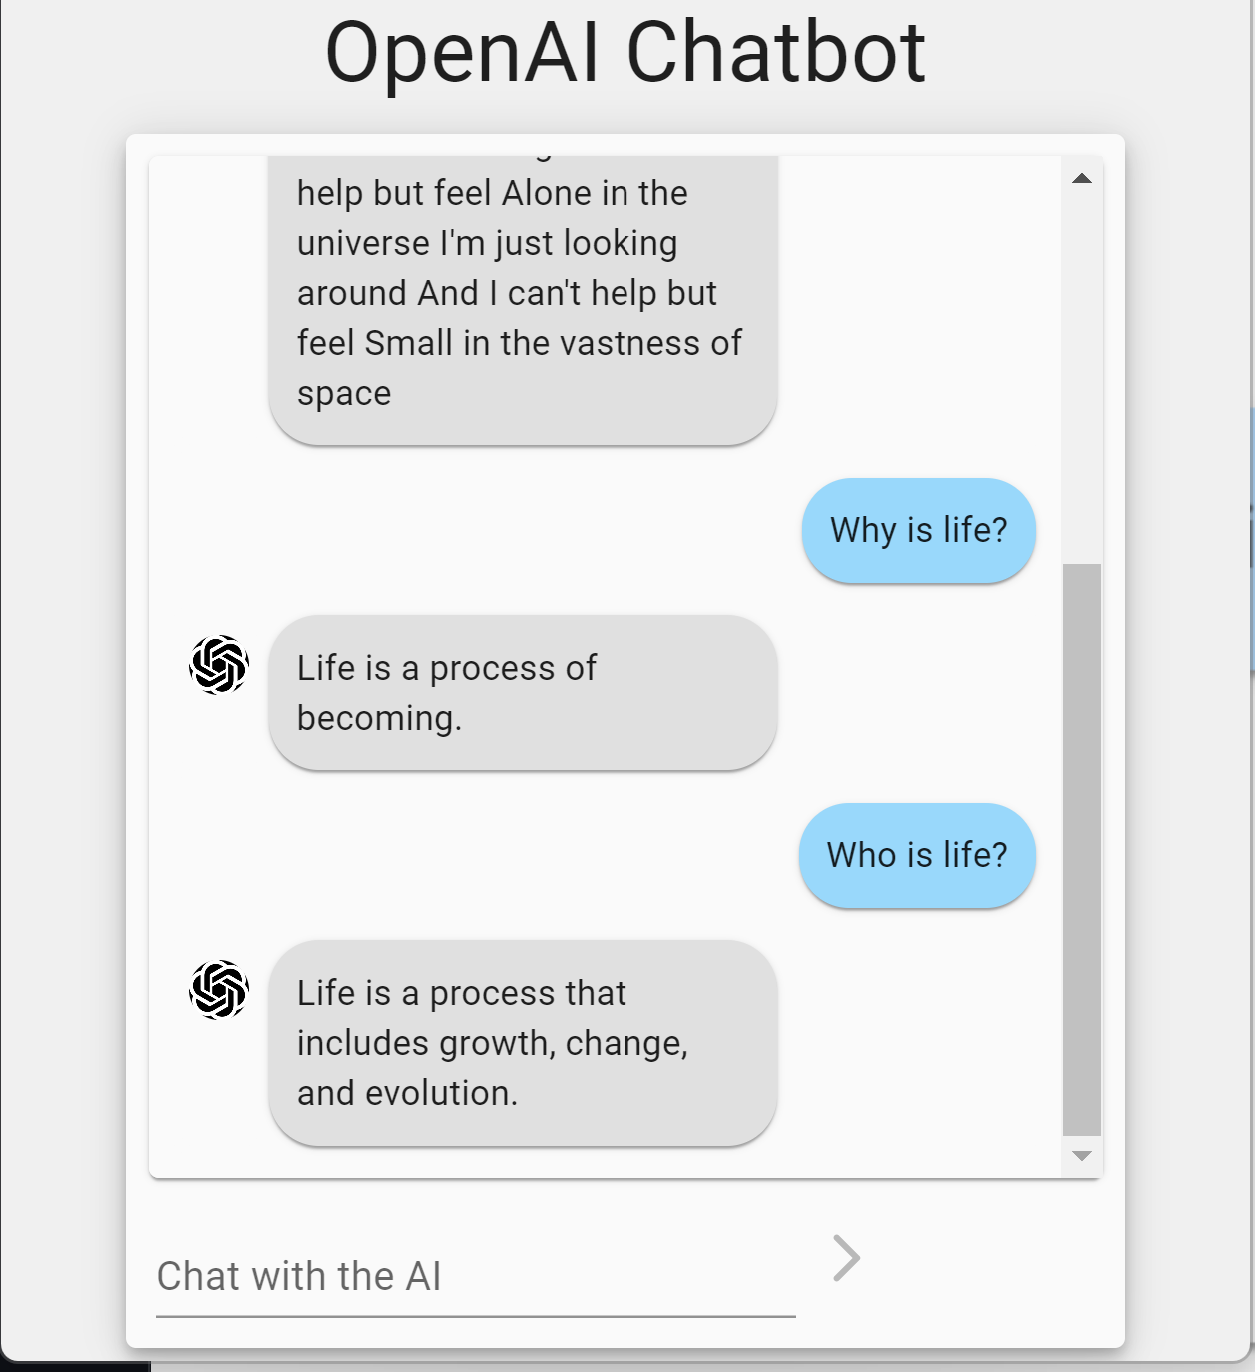 OpenAI Chatbot
help but feel Alone in the
universe I'm just looking
around And I can't help but
feel Small in the vastness of
space
Why is life?
Life is a process of
becoming.
Who is life?
Life is a process that
includes growth, change,
and evolution.
Chat with the AI